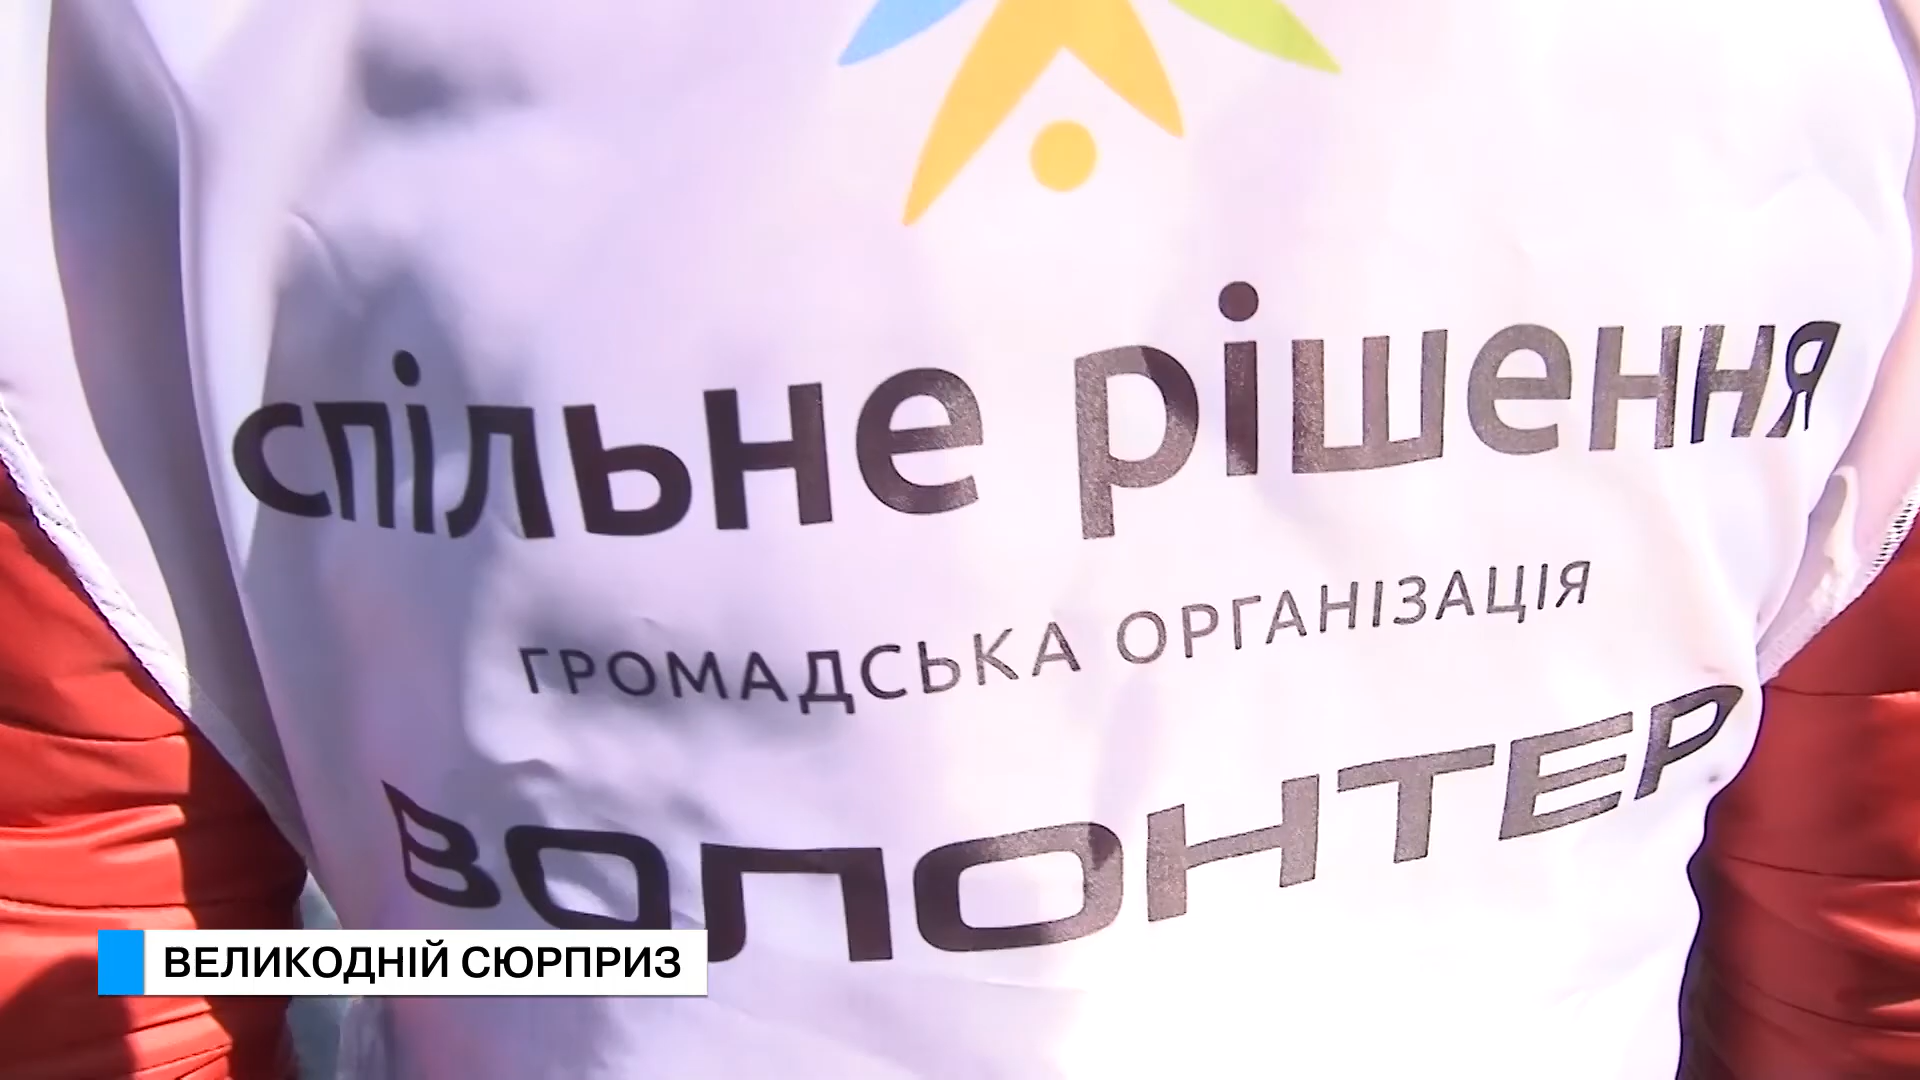 спільне рішення
ГРОМАДСЬКА ОРГАНІЗАЦІЯ
ВОЛОНТЕР
ВЕЛИКОДНІЙ СЮРПРИЗ